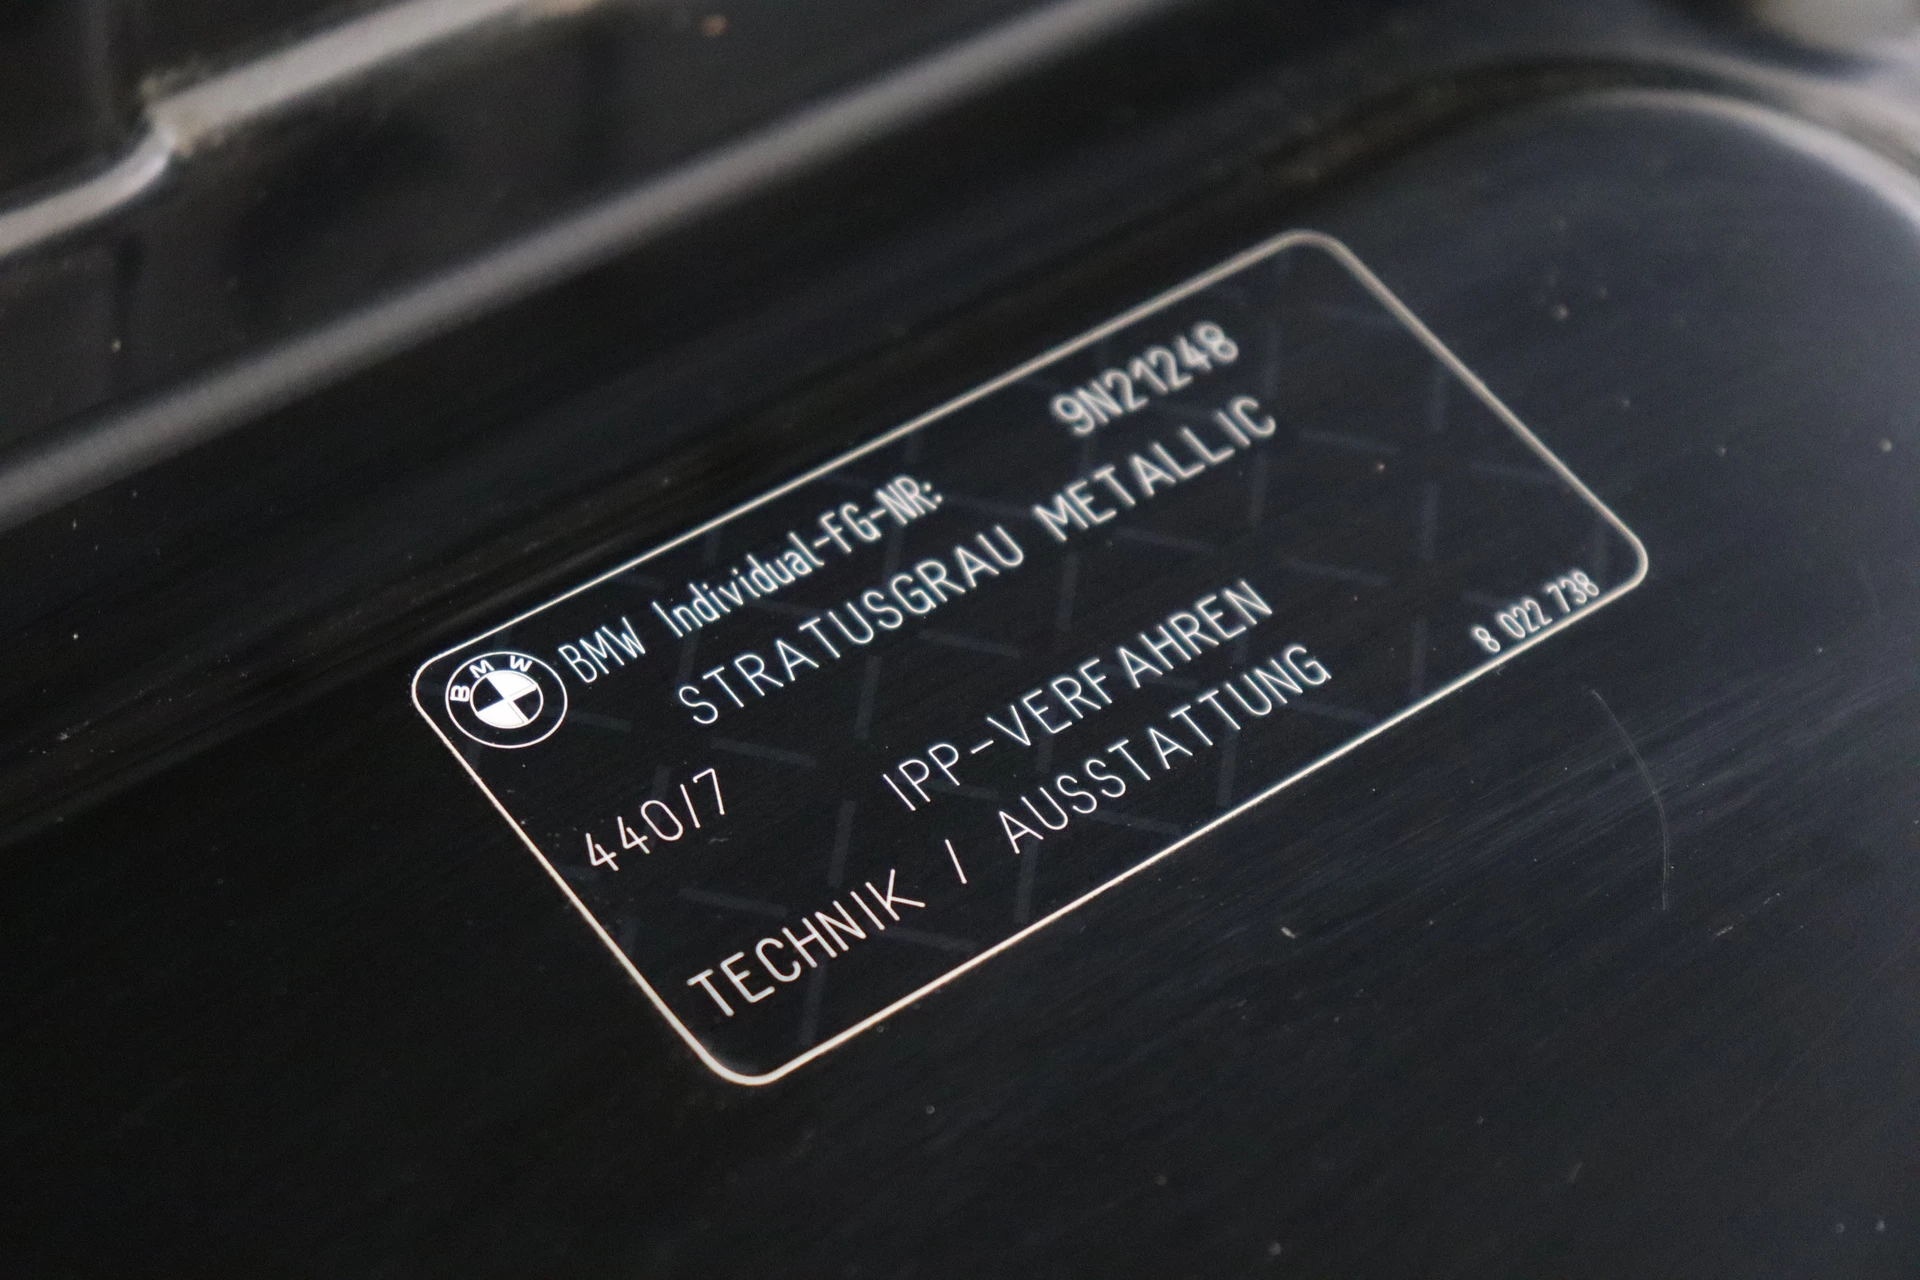 BMW
BMW Individual-FG-NR: 9N21248
STRATUSGRAU METALLIC
440/7 IPP-VERFAHREN
TECHNIK / AUSSTATTUNG
8 022 738